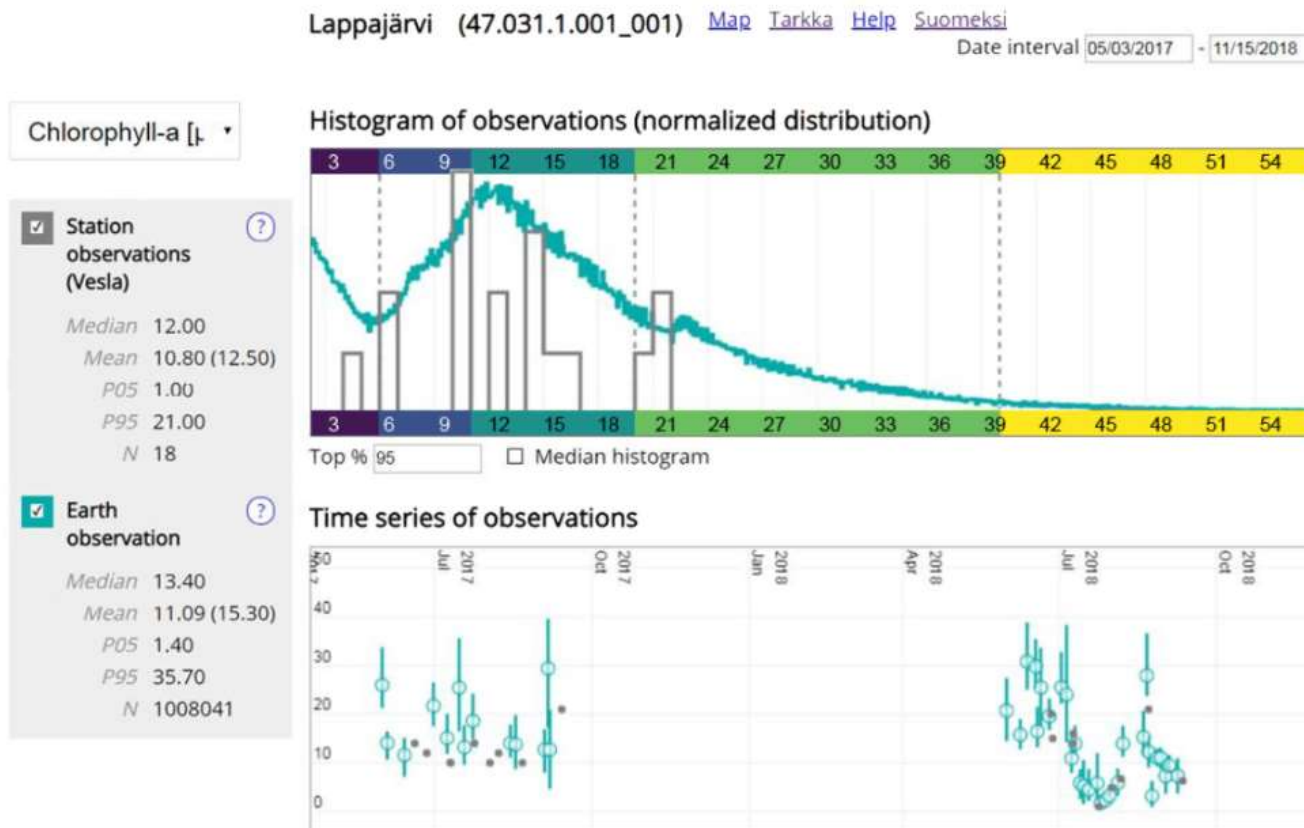 Lappajärvi (47.031.1.001_001) Map Tarkka Help Suomeksi
Date interval 05/03/2017 - 11/15/2018
Chlorophyll-a [µ
Histogram of observations (normalized distribution)
3 6 9 12 15 18 21 24 27 30 33 36 39 42 45 48 51 54
3 6 9 12 15 18 21 24 27 30 33 36 39 42 45 48 51 54
Top % 95 Median histogram
Station
observations
(Vesla)
?
Median 12.00
Mean 10.80 (12.50)
P05 1.00
P95 21.00
N 18
Earth
observation
?
Median 13.40
Mean 11.09 (15.30)
P05 1.40
P95 35.70
N 1008041
Time series of observations
Jul 2017
Oct 2017
Jan 2018
Apr 2018
Jul 2018
Oct 2018
50
40
30
20
10
0